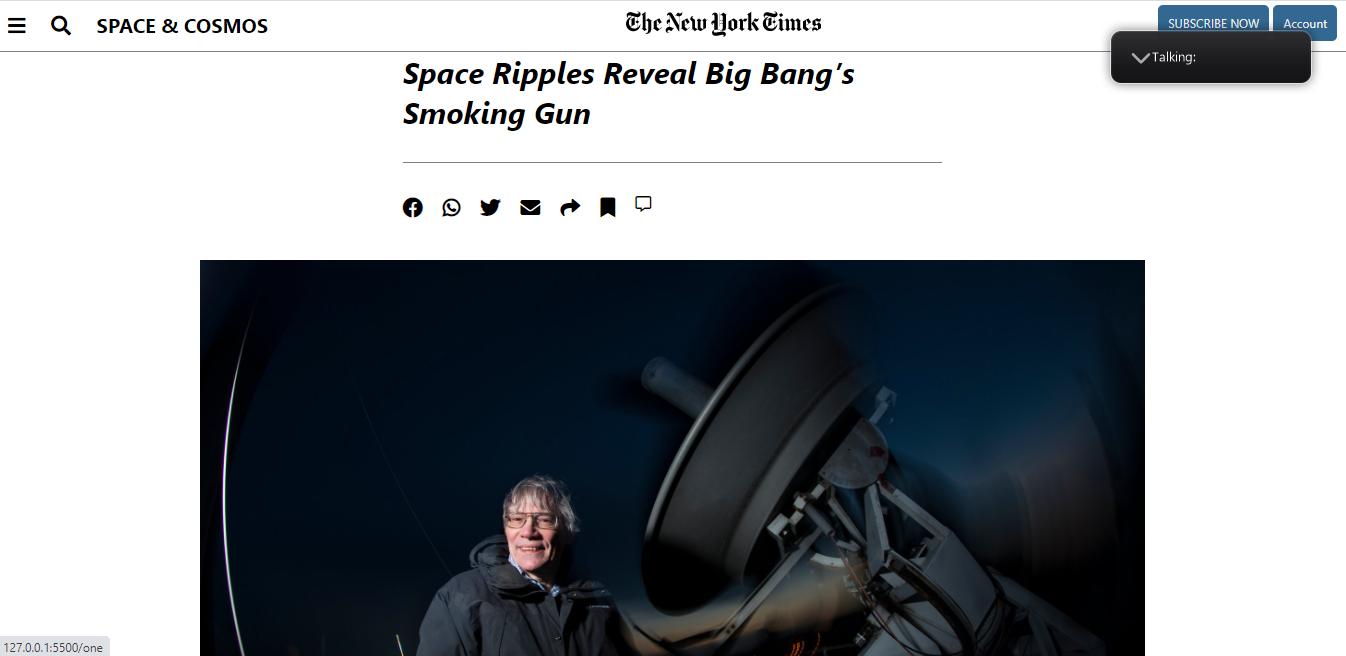 SPACE & COSMOS
The New York Times
SUBSCRIBE NOW
Account
Talking:
Space Ripples Reveal Big Bang’s
Smoking Gun
127.0.0.1:5500/one